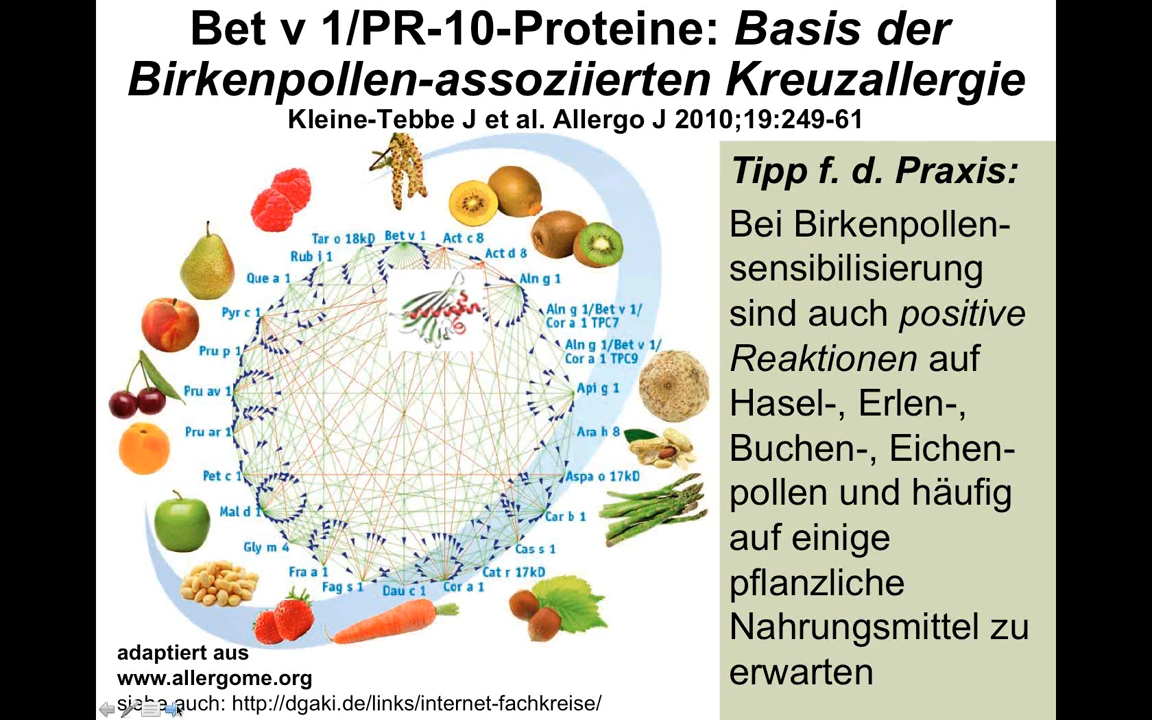 Bet v 1/PR-10-Proteine: Basis der
Birkenpollen-assoziierten Kreuzallergie
Kleine-Tebbe J et al. Allergo J 2010;19:249-61
Tipp f. d. Praxis:
Bei Birkenpollen-
sensibilisierung
sind auch positive
Reaktionen auf
Hasel-, Erlen-,
Buchen-, Eichen-
pollen und häufig
auf einige
pflanzliche
Nahrungsmittel zu
erwarten
Bet v 1
Act c 8
Act d 8
Aln g 1
Aln g 1/Bet v 1/
Cor a 1 TPC7
Aln g 1/Bet v 1/
Cor a 1 TPC9
Api g 1
Ara h 8
Aspa o 17kD
Car b 1
Cas s 1
Cat r 17kD
Cor a 1
Dau c 1
Fag s 1
Fra a 1
Gly m 4
Mal d 1
Pet c 1
Pru ar 1
Pru av 1
Pru p 1
Pyr c 1
Que a 1
Rub i 1
Tar o 18kD
adaptiert aus
www.allergome.org
siehe auch: http://dgaki.de/links/internet-fachkreise/